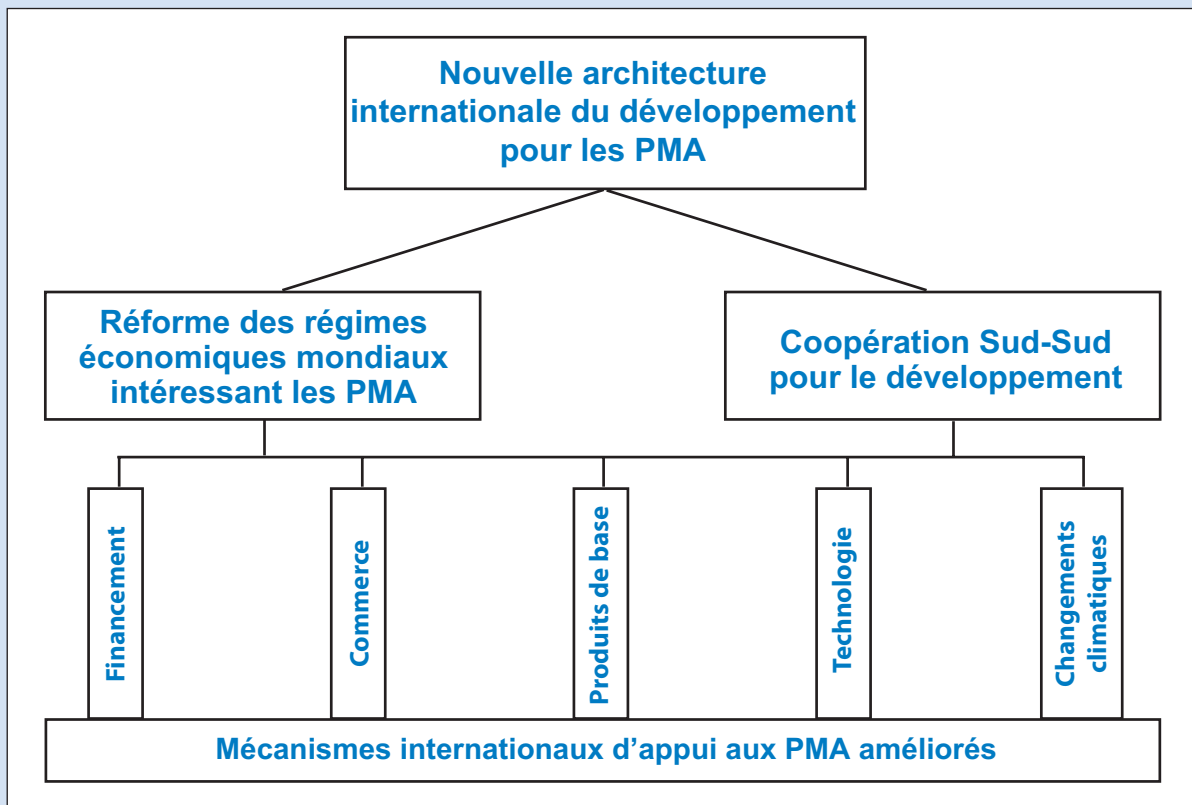 Nouvelle architecture
internationale du développement
pour les PMA
Réforme des régimes
économiques mondiaux
intéressant les PMA
Coopération Sud-Sud
pour le développement
Financement
Commerce
Produits de base
Technologie
Changements
climatiques
Mécanismes internationaux d’appui aux PMA améliorés